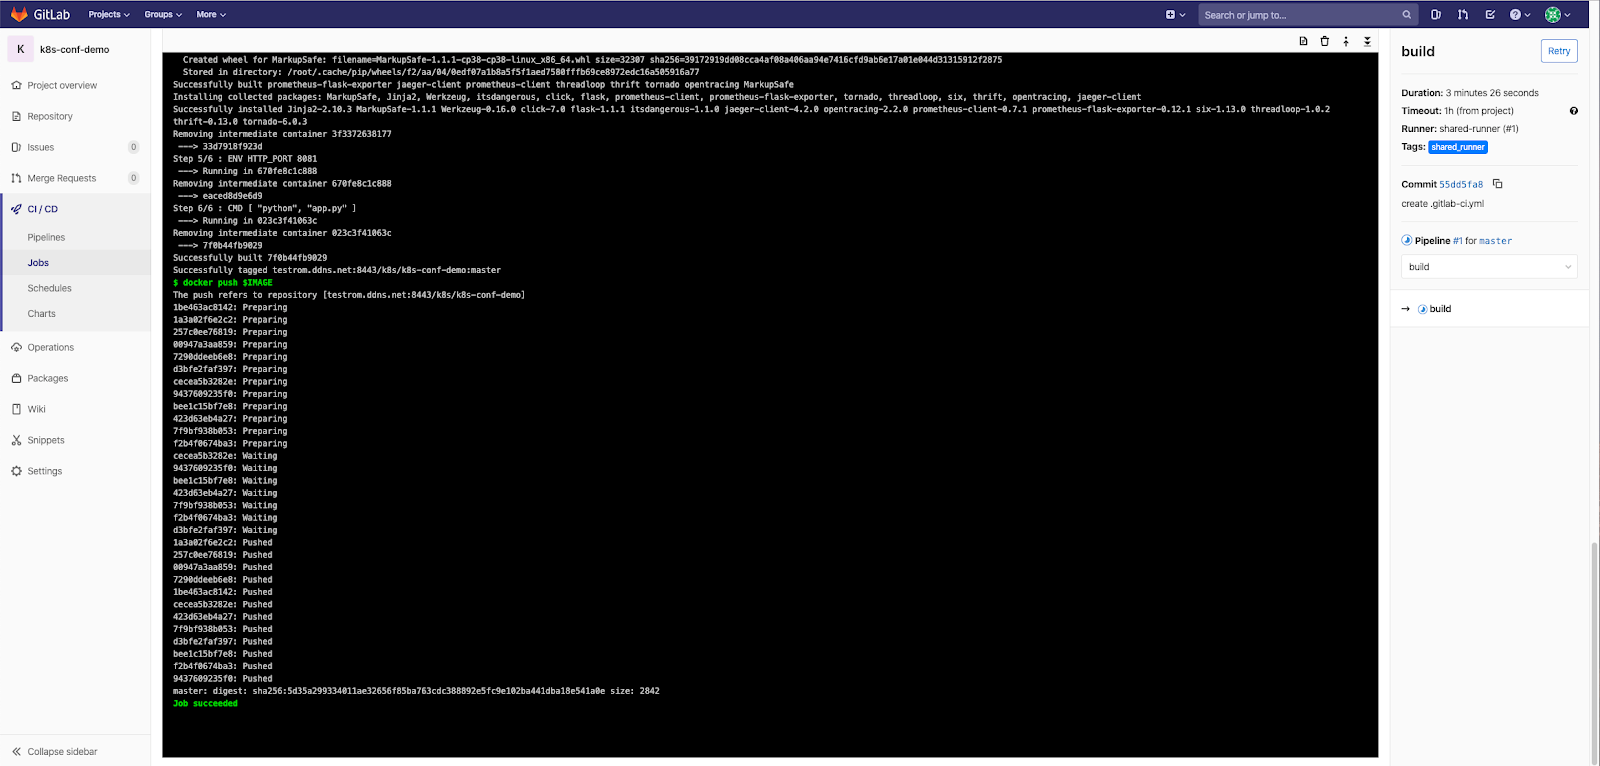 GitLab
Projects
Groups
More
Search or jump to...
K
k8s-conf-demo
Project overview
Repository
Issues
0
Merge Requests
0
CI / CD
Pipelines
Jobs
Schedules
Charts
Operations
Packages
Wiki
Snippets
Settings
Collapse sidebar
Created wheel for MarkupSafe: filename=MarkupSafe-1.1.1-cp38-cp38-linux_x86_64.whl size=32307 sha256=39172919dd08cca4af08a406aa94e7416cfd9ab6e17a01e044d31315912f2875
Stored in directory: /root/.cache/pip/wheels/f2/aa/04/0edf07a1b8a5f5f1aed7580fffb69ce8972edc16a505916a77
Successfully built prometheus-flask-exporter jaeger-client prometheus-client threadloop thrift tornado opentracing MarkupSafe
Installing collected packages: MarkupSafe, Jinja2, Werkzeug, itsdangerous, click, flask, prometheus-client, prometheus-flask-exporter, tornado, threadloop, six, thrift, opentracing, jaeger-client
Successfully installed Jinja2-2.10.3 MarkupSafe-1.1.1 Werkzeug-0.16.0 click-7.0 flask-1.1.1 itsdangerous-1.1.0 jaeger-client-4.2.0 opentracing-2.2.0 prometheus-client-0.7.1 prometheus-flask-exporter-0.12.1 six-1.13.0 threadloop-1.0.2
thrift-0.13.0 tornado-6.0.3
Removing intermediate container 3f3372638177
---> 33d7918f923d
Step 5/6 : ENV HTTP_PORT 8081
---> Running in 670fe8c1c888
Removing intermediate container 670fe8c1c888
---> eaced8d9e6d9
Step 6/6 : CMD [ "python", "app.py" ]
---> Running in 023c3f41063c
Removing intermediate container 023c3f41063c
---> 7f0b44fb9029
Successfully built 7f0b44fb9029
Successfully tagged testrom.ddns.net:8443/k8s/k8s-conf-demo:master
$ docker push $IMAGE
The push refers to repository [testrom.ddns.net:8443/k8s/k8s-conf-demo]
1be463ac8142: Preparing
1a3a02f6e2c2: Preparing
257c0ee76819: Preparing
00947a3aa859: Preparing
7290ddeeb6e8: Preparing
d3bfe2faf397: Preparing
cecea5b3282e: Preparing
9437609235f0: Preparing
bee1c15bf7e8: Preparing
423d63eb4a27: Preparing
7f9bf938b053: Preparing
f2b4f0674ba3: Preparing
cecea5b3282e: Waiting
9437609235f0: Waiting
bee1c15bf7e8: Waiting
423d63eb4a27: Waiting
7f9bf938b053: Waiting
f2b4f0674ba3: Waiting
d3bfe2faf397: Waiting
1a3a02f6e2c2: Pushed
257c0ee76819: Pushed
00947a3aa859: Pushed
7290ddeeb6e8: Pushed
1be463ac8142: Pushed
cecea5b3282e: Pushed
423d63eb4a27: Pushed
7f9bf938b053: Pushed
d3bfe2faf397: Pushed
bee1c15bf7e8: Pushed
f2b4f0674ba3: Pushed
9437609235f0: Pushed
master: digest: sha256:5d35a299334011ae32656f85ba763cdc388892e5fc9e102ba441dba18e541a0e size: 2842
Job succeeded
build
Retry
Duration: 3 minutes 26 seconds
Timeout: 1h (from project)
Runner: shared-runner (#1)
Tags: shared_runner
Commit 55dd5fa8
create .gitlab-ci.yml
Pipeline #1 for master
build
→ build